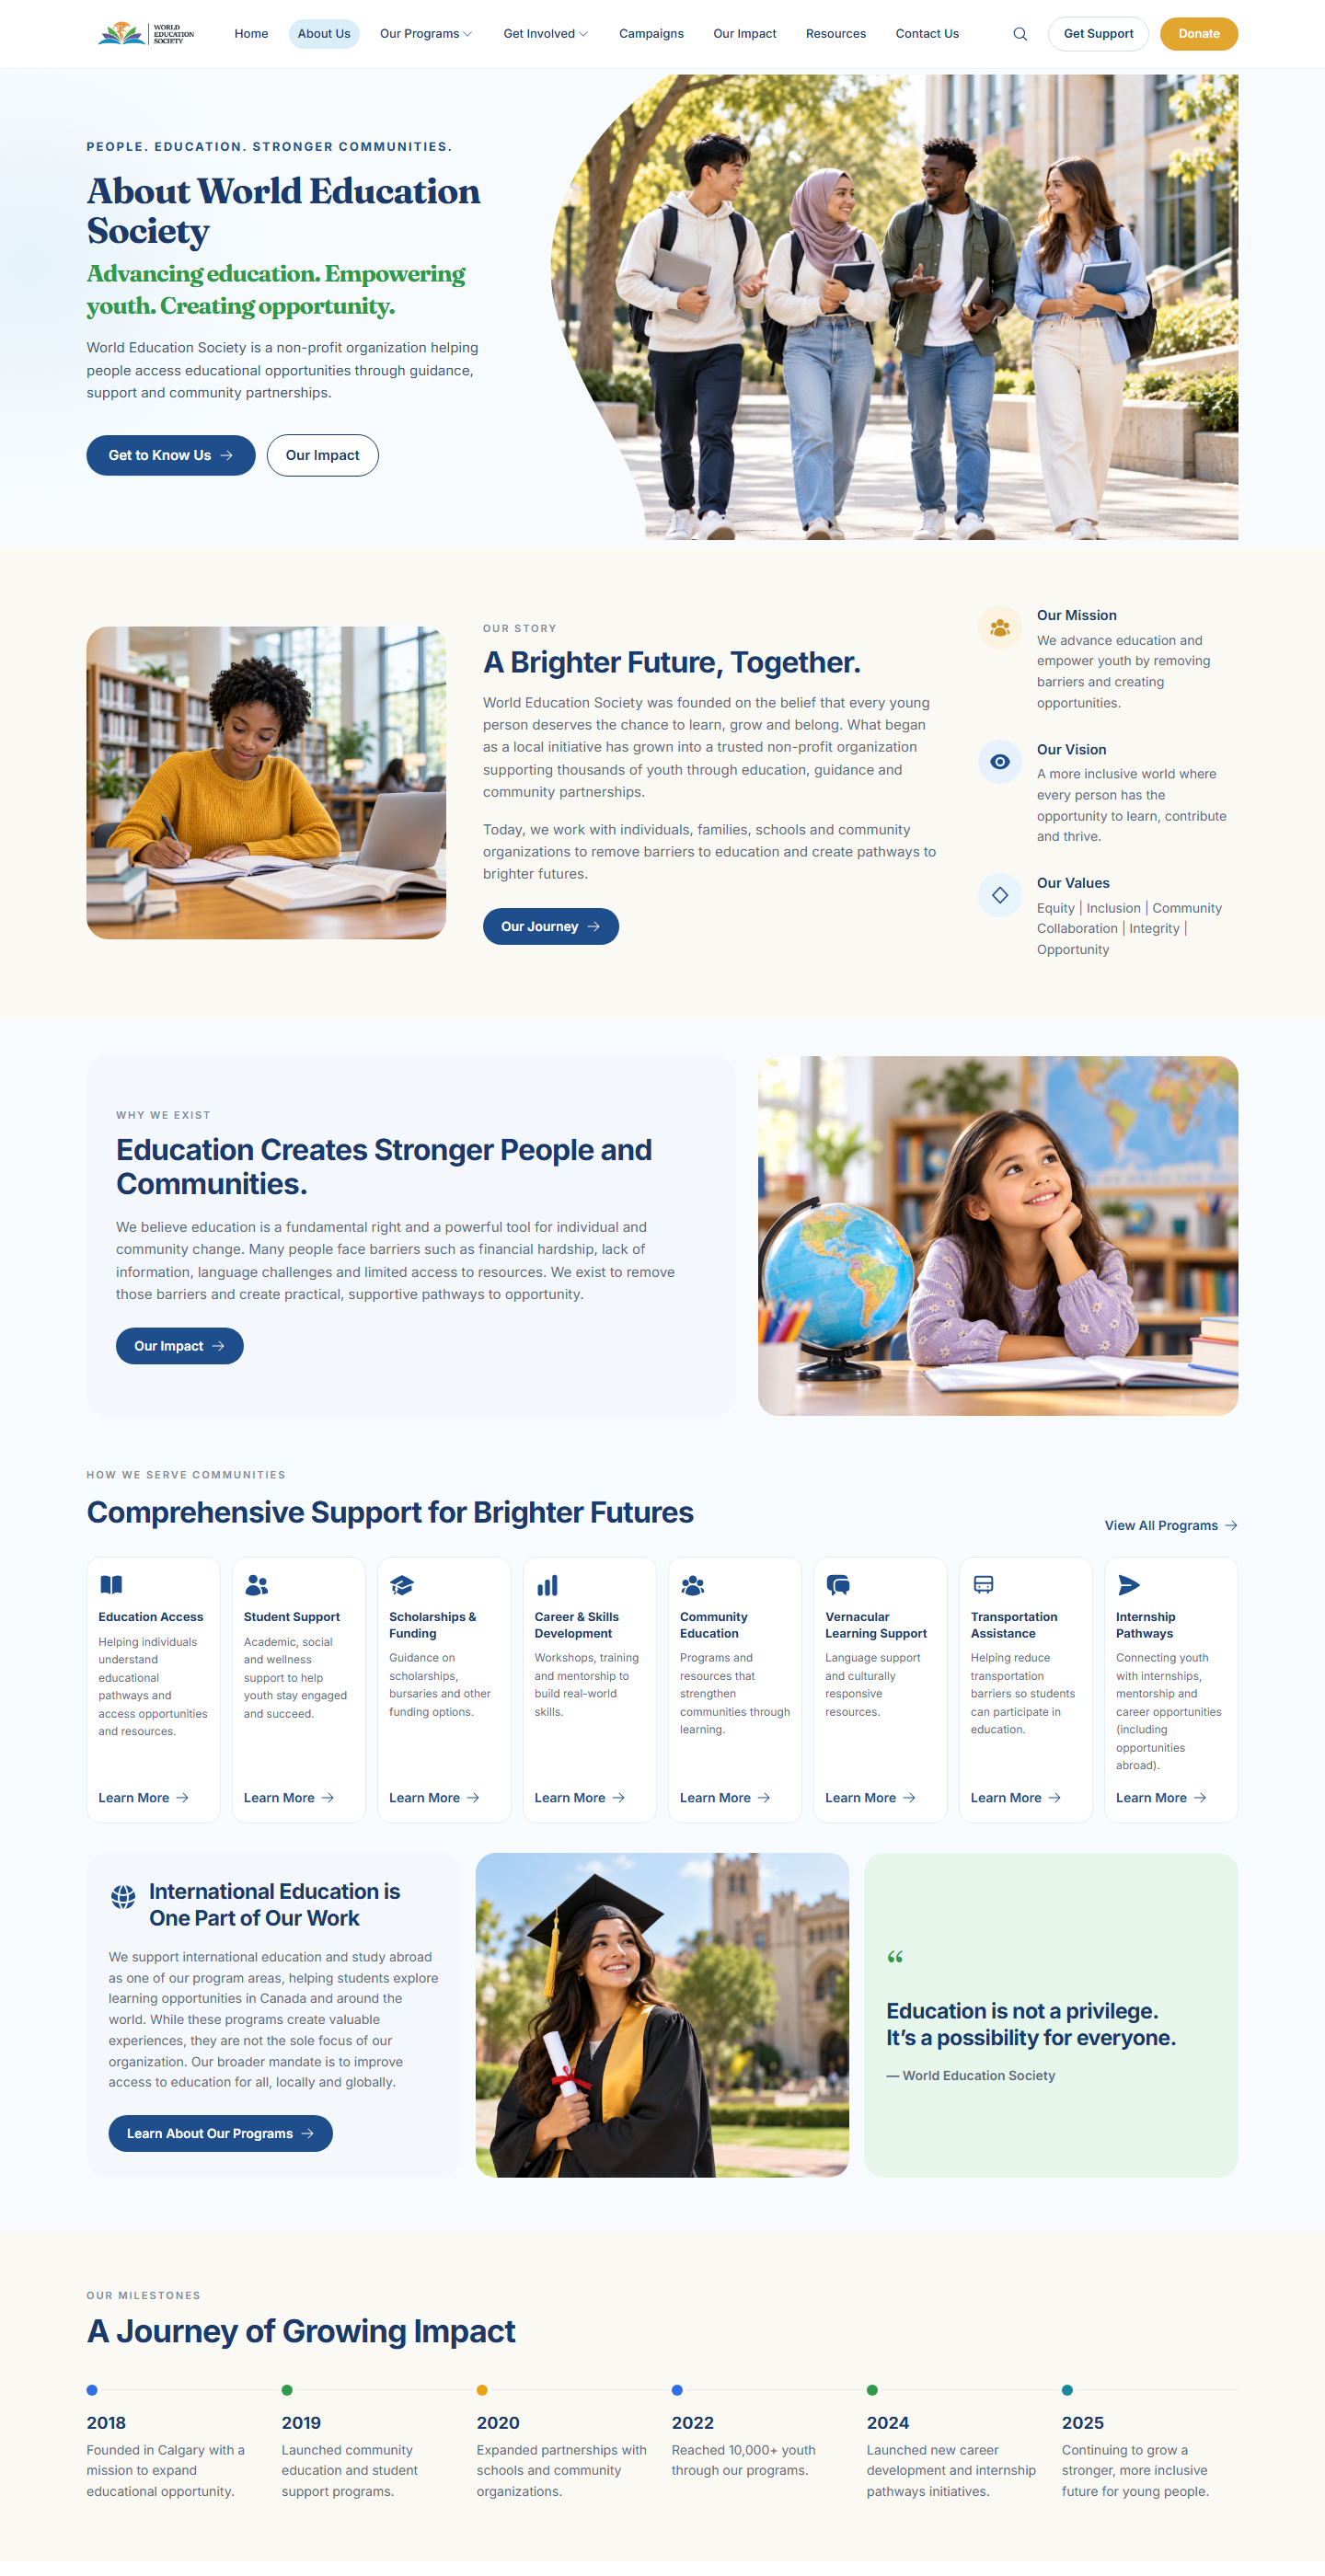 WORLD
EDUCATION
SOCIETY
Home
About Us
Our Programs
Get Involved
Campaigns
Our Impact
Resources
Contact Us
Get Support
Donate
PEOPLE. EDUCATION. STRONGER COMMUNITIES.
About World Education
Society
Advancing education. Empowering
youth. Creating opportunity.
World Education Society is a non-profit organization helping
people access educational opportunities through guidance,
support and community partnerships.
Get to Know Us
Our Impact
OUR STORY
A Brighter Future, Together.
World Education Society was founded on the belief that every young
person deserves the chance to learn, grow and belong. What began
as a local initiative has grown into a trusted non-profit organization
supporting thousands of youth through education, guidance and
community partnerships.
Today, we work with individuals, families, schools and community
organizations to remove barriers to education and create pathways to
brighter futures.
Our Journey
Our Mission
We advance education and
empower youth by removing
barriers and creating
opportunities.
Our Vision
A more inclusive world where
every person has the
opportunity to learn, contribute
and thrive.
Our Values
Equity | Inclusion | Community
Collaboration | Integrity |
Opportunity
WHY WE EXIST
Education Creates Stronger People and
Communities.
We believe education is a fundamental right and a powerful tool for individual and
community change. Many people face barriers such as financial hardship, lack of
information, language challenges and limited access to resources. We exist to remove
those barriers and create practical, supportive pathways to opportunity.
Our Impact
HOW WE SERVE COMMUNITIES
Comprehensive Support for Brighter Futures
View All Programs
Education Access
Helping individuals
understand
educational
pathways and
access opportunities
and resources.
Learn More
Student Support
Academic, social
and wellness
support to help
youth stay engaged
and succeed.
Learn More
Scholarships &
Funding
Guidance on
scholarships,
bursaries and other
funding options.
Learn More
Career & Skills
Development
Workshops, training
and mentorship to
build real-world
skills.
Learn More
Community
Education
Programs and
resources that
strengthen
communities through
learning.
Learn More
Vernacular
Learning Support
Language support
and culturally
responsive
resources.
Learn More
Transportation
Assistance
Helping reduce
transportation
barriers so students
can participate in
education.
Learn More
Internship
Pathways
Connecting youth
with internships,
mentorship and
career opportunities
(including
opportunities
abroad).
Learn More
International Education is
One Part of Our Work
We support international education and study abroad
as one of our program areas, helping students explore
learning opportunities in Canada and around the
world. While these programs create valuable
experiences, they are not the sole focus of our
organization. Our broader mandate is to improve
access to education for all, locally and globally.
Learn About Our Programs
“
Education is not a privilege.
It’s a possibility for everyone.
— World Education Society
OUR MILESTONES
A Journey of Growing Impact
2018
Founded in Calgary with a
mission to expand
educational opportunity.
2019
Launched community
education and student
support programs.
2020
Expanded partnerships with
schools and community
organizations.
2022
Reached 10,000+ youth
through our programs.
2024
Launched new career
development and internship
pathways initiatives.
2025
Continuing to grow a
stronger, more inclusive
future for young people.